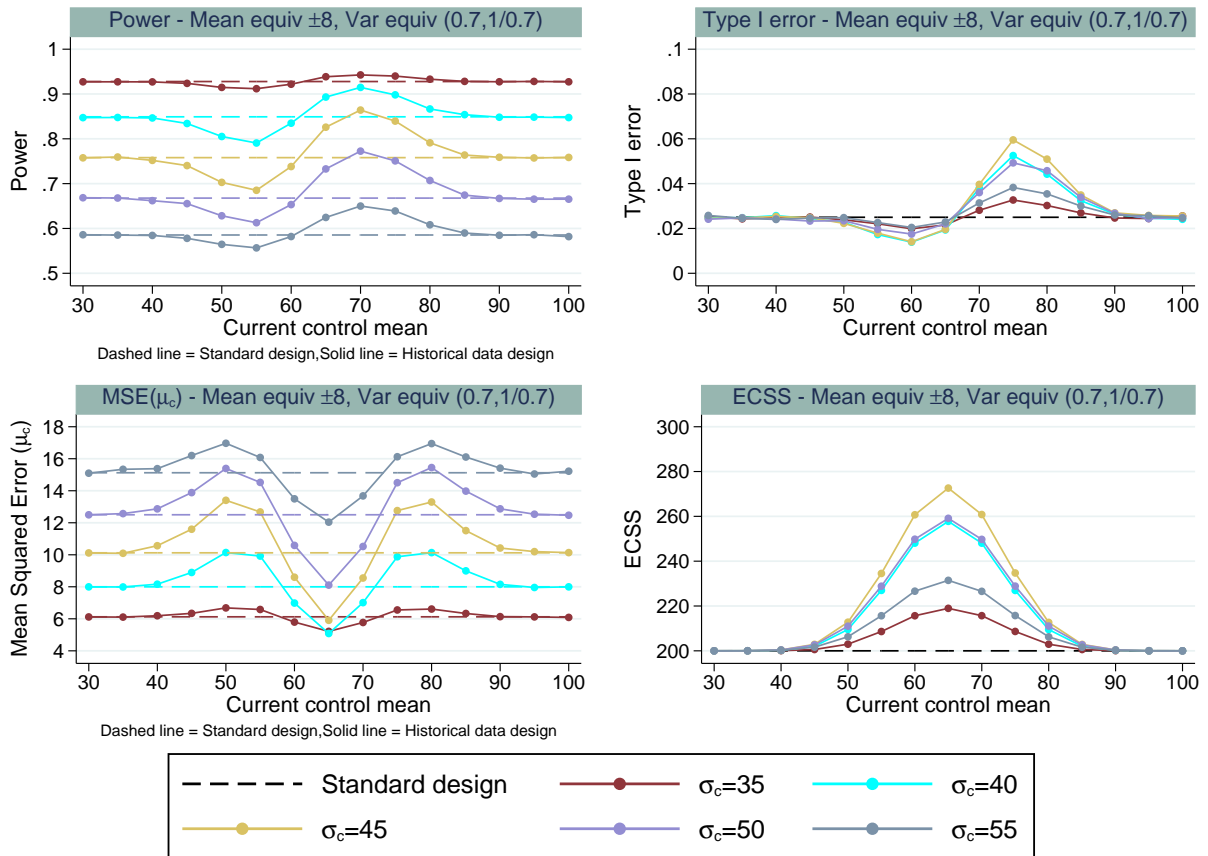 Power - Mean equiv ±8, Var equiv (0.7,1/0.7)
1
.9
.8
.7
.6
.5
Power
30 40 50 60 70 80 90 100
Current control mean
Dashed line = Standard design,Solid line = Historical data design
Type I error - Mean equiv ±8, Var equiv (0.7,1/0.7)
.1
.08
.06
.04
.02
0
Type I error
30 40 50 60 70 80 90 100
Current control mean
MSE(μc) - Mean equiv ±8, Var equiv (0.7,1/0.7)
18
16
14
12
10
8
6
4
Mean Squared Error (μc)
30 40 50 60 70 80 90 100
Current control mean
Dashed line = Standard design,Solid line = Historical data design
ECSS - Mean equiv ±8, Var equiv (0.7,1/0.7)
300
280
260
240
220
200
ECSS
30 40 50 60 70 80 90 100
Current control mean
Standard design σc=35 σc=40
σc=45 σc=50 σc=55